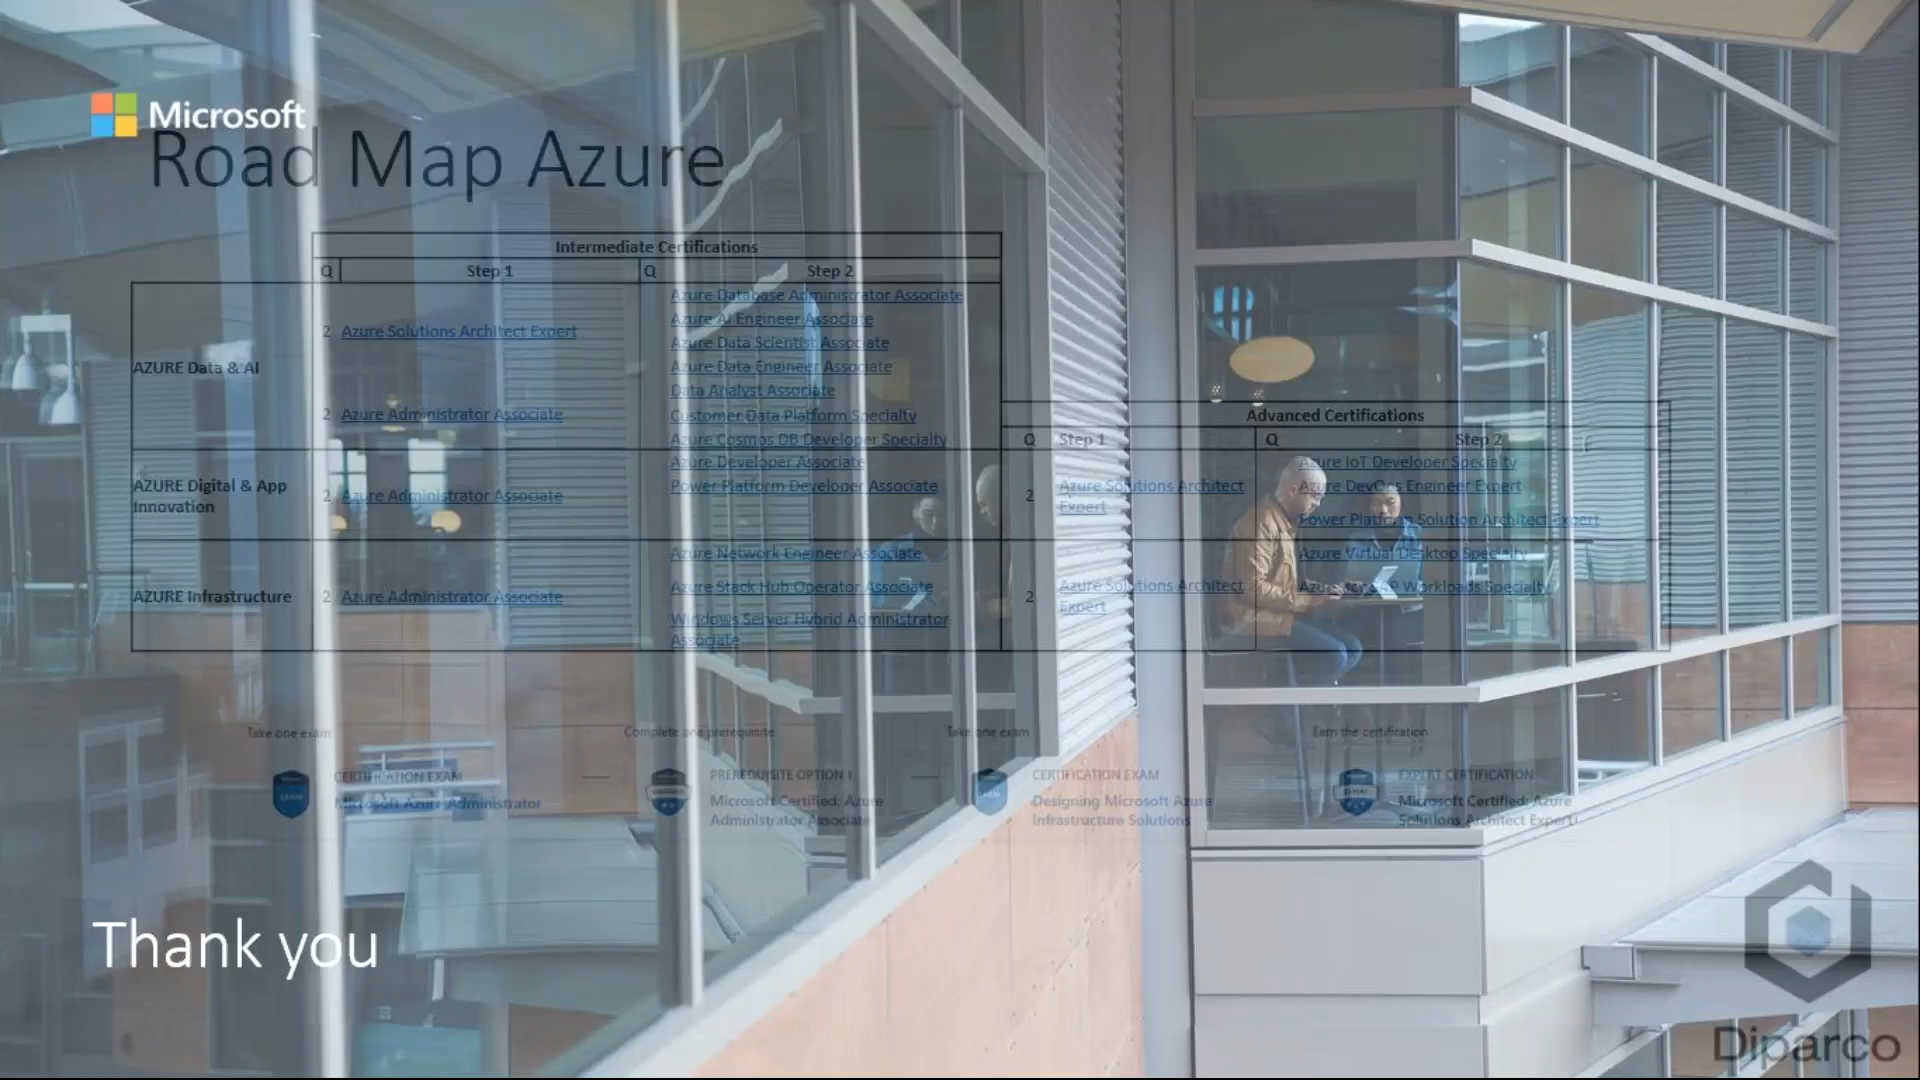 Microsoft
Road Map Azure
Intermediate Certifications
Q Step 1 Q Step 2
AZURE Data & AI
2 Azure Solutions Architect Expert
2 Azure Administrator Associate
Azure Database Administrator Associate
Azure AI Engineer Associate
Azure Data Scientist Associate
Azure Data Engineer Associate
Data Analyst Associate
Customer Data Platform Specialty
Azure Cosmos DB Developer Specialty
Advanced Certifications
Q Step 1 Q Step 2
AZURE Digital & App
Innovation
2 Azure Administrator Associate
Azure Developer Associate
Power Platform Developer Associate
2 Azure Solutions Architect
Expert
Azure IoT Developer Specialty
Azure DevOps Engineer Expert
Power Platform Solution Architect Expert
AZURE Infrastructure
2 Azure Administrator Associate
Azure Network Engineer Associate
Azure Stack Hub Operator Associate
Windows Server Hybrid Administrator
Associate
2 Azure Solutions Architect
Expert
Azure Virtual Desktop Specialty
Azure for SAP Workloads Specialty
Take one exam
CERTIFICATION EXAM
Microsoft Azure Administrator
Complete one prerequisite
PREREQUISITE OPTION 1
Microsoft Certified: Azure
Administrator Associate
Take one exam
CERTIFICATION EXAM
Designing Microsoft Azure
Infrastructure Solutions
Earn the certification
EXPERT CERTIFICATION
Microsoft Certified: Azure
Solutions Architect Expert
Thank you
Diparco